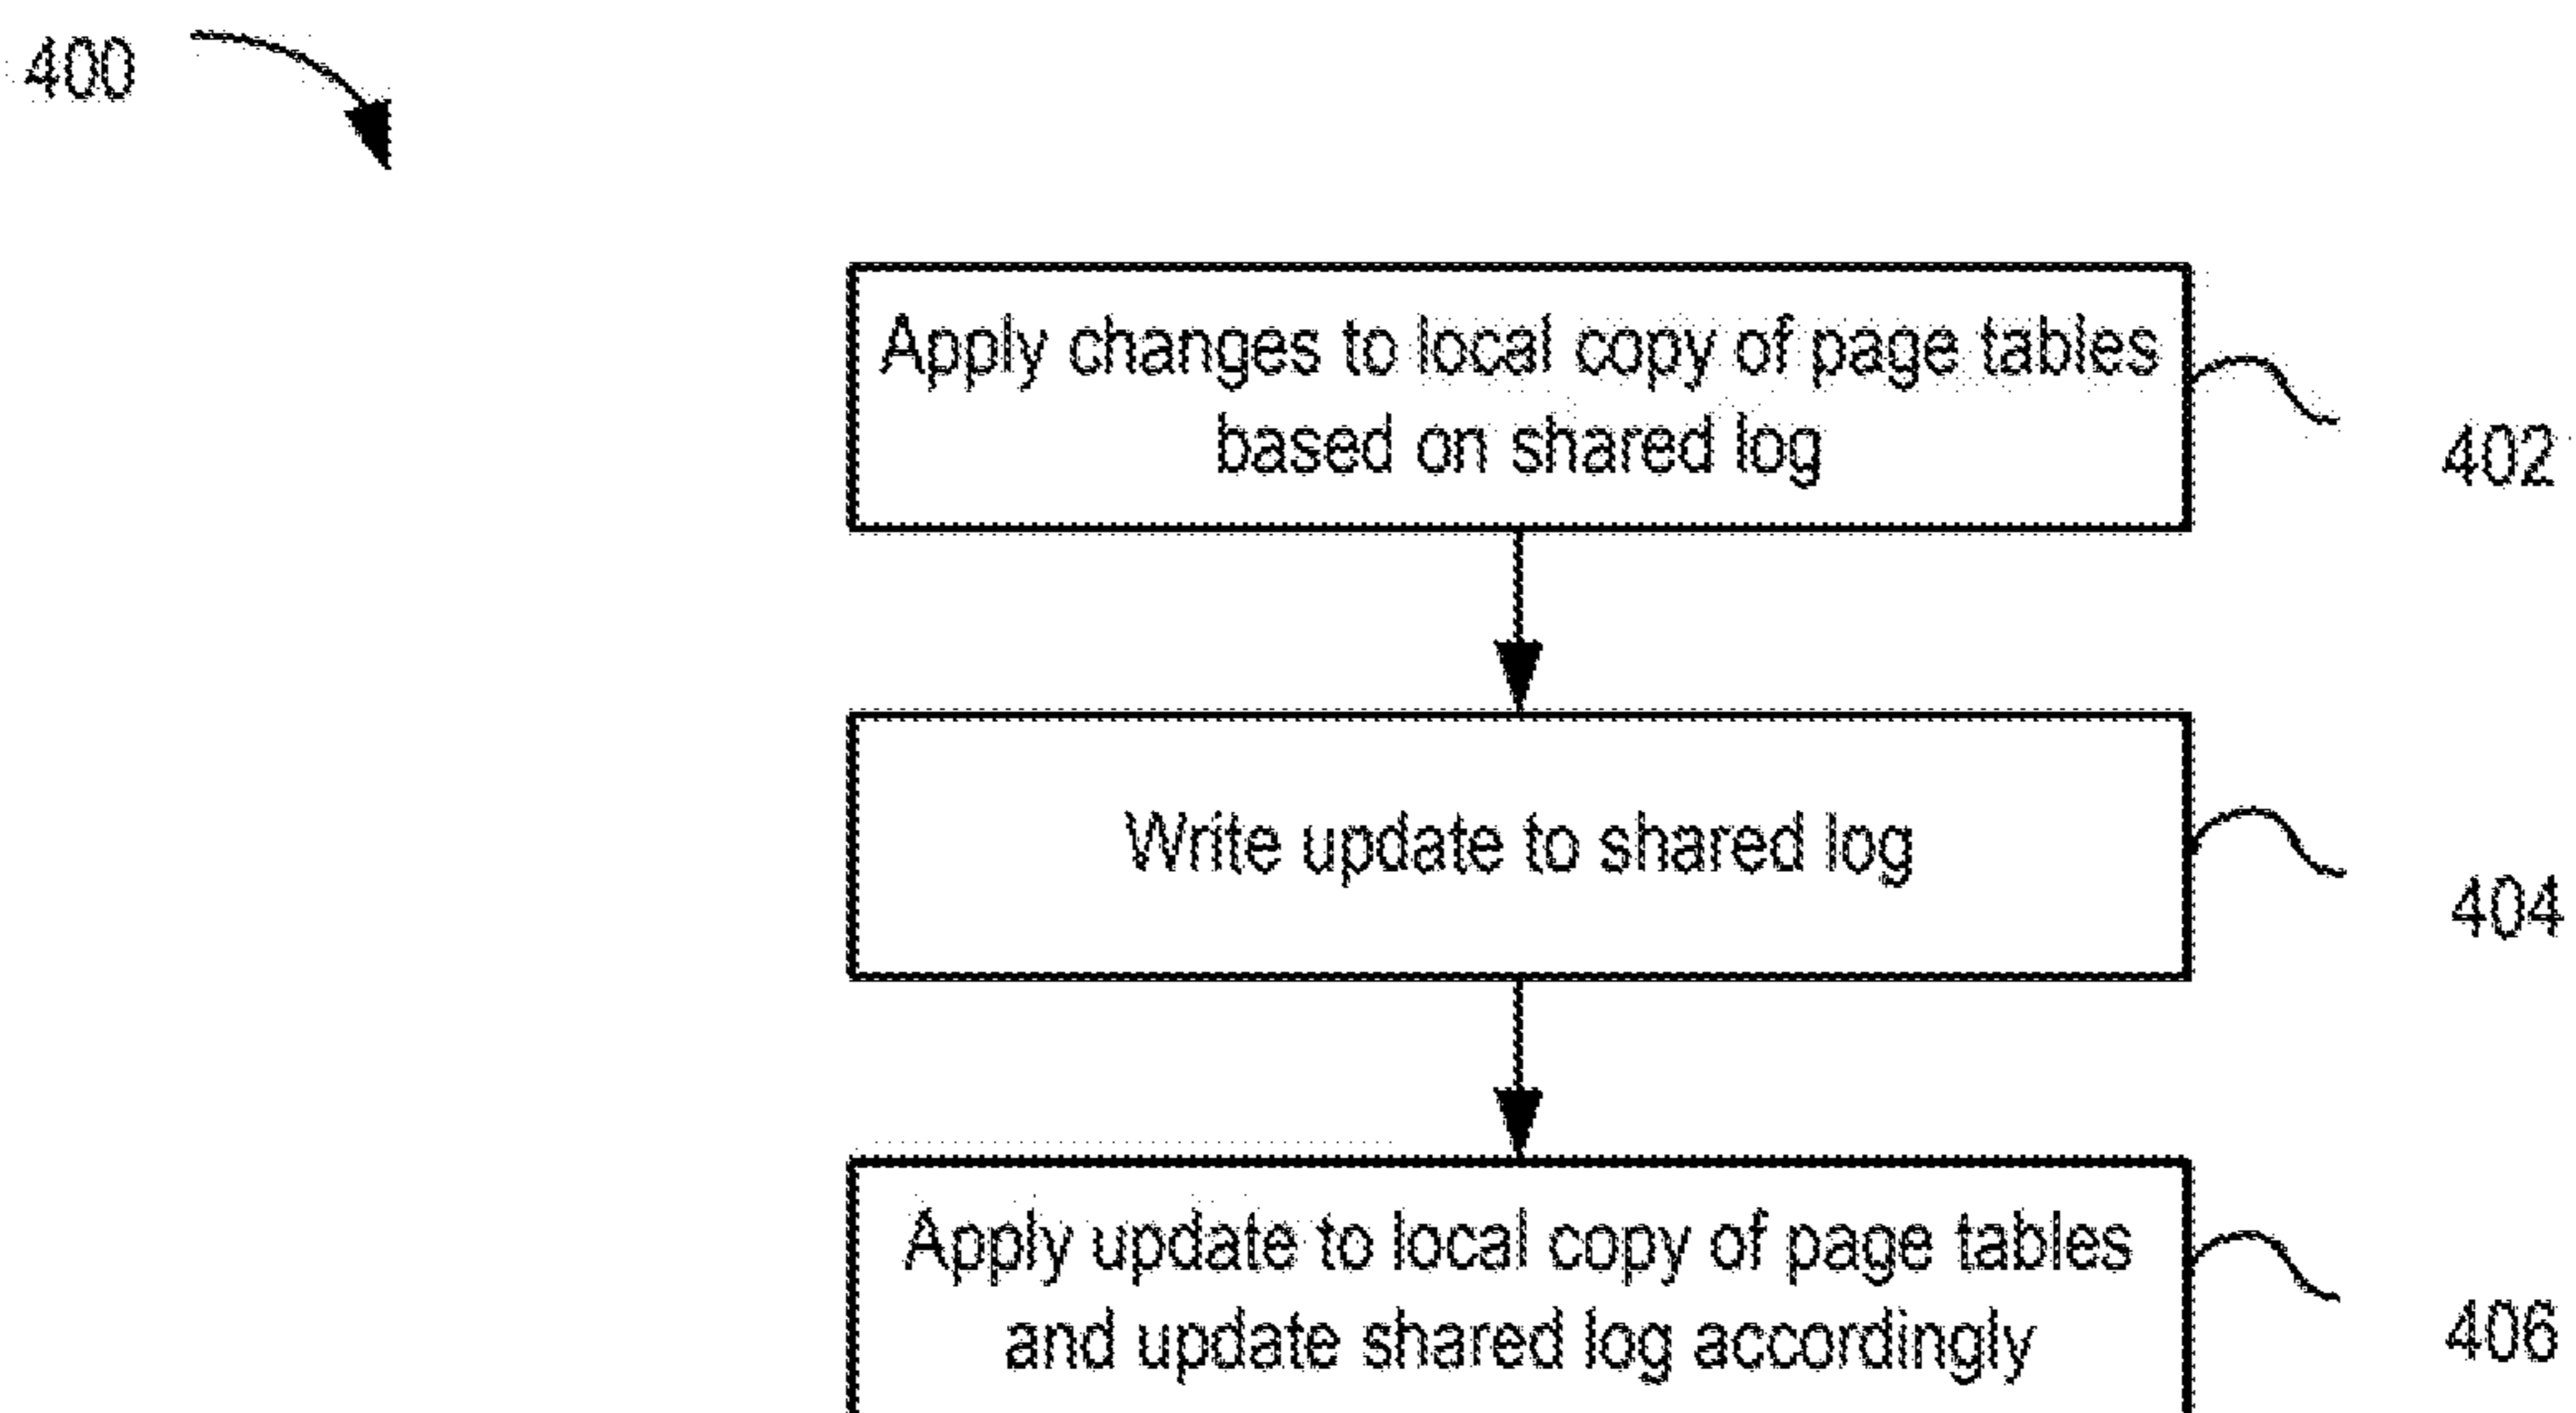 400
Apply changes to local copy of page tables
based on shared log
402
Write update to shared log
404
Apply update to local copy of page tables
and update shared log accordingly
406